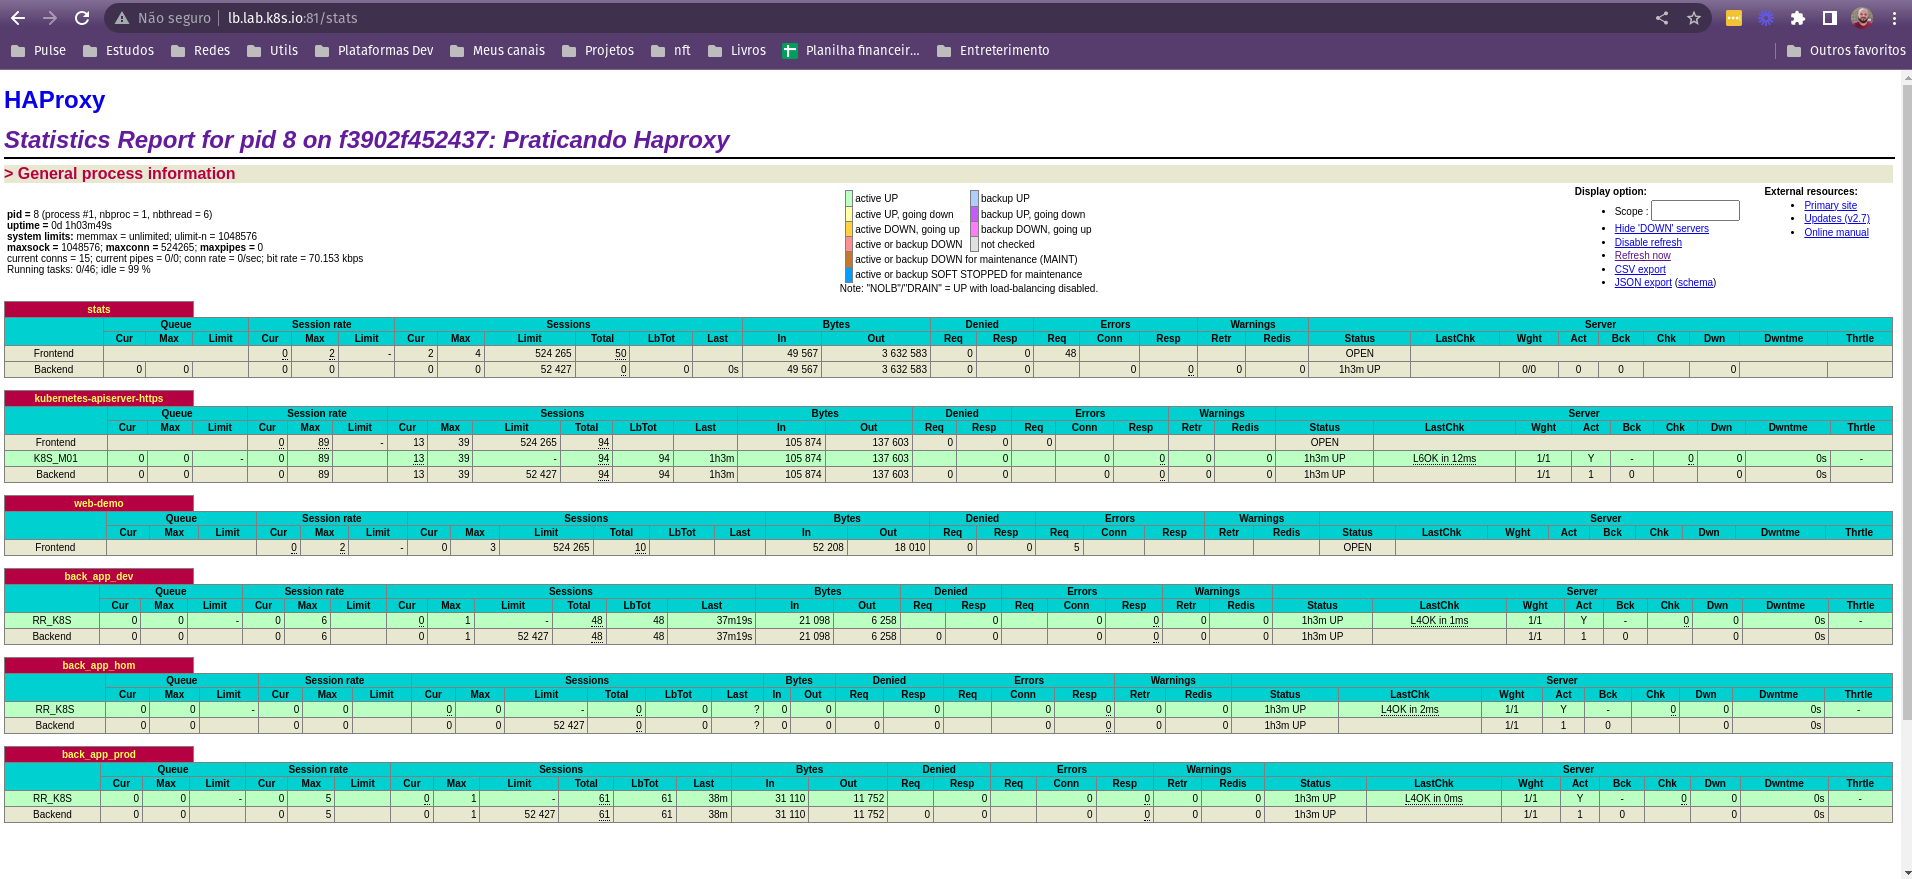 Não seguro lb.lab.k8s.io:81/stats
Pulse Estudos Redes Utils Plataformas Dev Meus canais Projetos nft Livros Planilha financeir... Entreterimento Outros favoritos
HAProxy
Statistics Report for pid 8 on f3902f452437: Praticando Haproxy
> General process information
pid = 8 (process #1, nbproc = 1, nbthread = 6)
uptime = 0d 1h03m49s
system limits: memmax = unlimited; ulimit-n = 1048576
maxsock = 1048576; maxconn = 524265; maxpipes = 0
current conns = 15; current pipes = 0/0; conn rate = 0/sec; bit rate = 70.153 kbps
Running tasks: 0/46; idle = 99 %
active UP backup UP
active UP, going down backup UP, going down
active DOWN, going up backup DOWN, going up
active or backup DOWN not checked
active or backup DOWN for maintenance (MAINT)
active or backup SOFT STOPPED for maintenance
Note: "NOLB"/"DRAIN" = UP with load-balancing disabled.
Display option:
Scope :
Hide 'DOWN' servers
Disable refresh
Refresh now
CSV export
JSON export (schema)
External resources:
Primary site
Updates (v2.7)
Online manual
stats
Queue Session rate Sessions Bytes Denied Errors Warnings Server
Cur Max Limit Cur Max Limit Cur Max Limit Total LbTot Last In Out Req Resp Req Conn Resp Retr Redis Status LastChk Wght Act Bck Chk Dwn Dwntme Thrtle
Frontend 0 2 - 2 4 524 265 50 49 567 3 632 583 0 0 48 OPEN
Backend 0 0 0 0 0 0 52 427 0 0 0s 49 567 3 632 583 0 0 0 0 0 0 1h3m UP 0/0 0 0 0
kubernetes-apiserver-https
Queue Session rate Sessions Bytes Denied Errors Warnings Server
Cur Max Limit Cur Max Limit Cur Max Limit Total LbTot Last In Out Req Resp Req Conn Resp Retr Redis Status LastChk Wght Act Bck Chk Dwn Dwntme Thrtle
Frontend 0 89 - 13 39 524 265 94 105 874 137 603 0 0 0 OPEN
K8S_M01 0 0 - 0 89 13 39 - 94 94 1h3m 105 874 137 603 0 0 0 0 0 1h3m UP L6OK in 12ms 1/1 Y - 0 0 0s -
Backend 0 0 0 89 13 39 52 427 94 94 1h3m 105 874 137 603 0 0 0 0 0 0 1h3m UP 1/1 1 0 0 0s
web-demo
Queue Session rate Sessions Bytes Denied Errors Warnings Server
Cur Max Limit Cur Max Limit Cur Max Limit Total LbTot Last In Out Req Resp Req Conn Resp Retr Redis Status LastChk Wght Act Bck Chk Dwn Dwntme Thrtle
Frontend 0 2 - 0 3 524 265 10 52 208 18 010 0 0 5 OPEN
back_app_dev
Queue Session rate Sessions Bytes Denied Errors Warnings Server
Cur Max Limit Cur Max Limit Cur Max Limit Total LbTot Last In Out Req Resp Req Conn Resp Retr Redis Status LastChk Wght Act Bck Chk Dwn Dwntme Thrtle
RR_K8S 0 0 - 0 6 0 1 - 48 48 37m19s 21 098 6 258 0 0 0 0 0 1h3m UP L4OK in 1ms 1/1 Y - 0 0 0s -
Backend 0 0 0 6 0 1 52 427 48 48 37m19s 21 098 6 258 0 0 0 0 0 0 1h3m UP 1/1 1 0 0 0s
back_app_hom
Queue Session rate Sessions Bytes Denied Errors Warnings Server
Cur Max Limit Cur Max Limit Cur Max Limit Total LbTot Last In Out Req Resp Req Conn Resp Retr Redis Status LastChk Wght Act Bck Chk Dwn Dwntme Thrtle
RR_K8S 0 0 - 0 0 0 0 - 0 0 ? 0 0 0 0 0 0 0 1h3m UP L4OK in 2ms 1/1 Y - 0 0 0s -
Backend 0 0 0 0 0 0 52 427 0 0 ? 0 0 0 0 0 0 0 0 1h3m UP 1/1 1 0 0 0s
back_app_prod
Queue Session rate Sessions Bytes Denied Errors Warnings Server
Cur Max Limit Cur Max Limit Cur Max Limit Total LbTot Last In Out Req Resp Req Conn Resp Retr Redis Status LastChk Wght Act Bck Chk Dwn Dwntme Thrtle
RR_K8S 0 0 - 0 5 0 1 - 61 61 38m 31 110 11 752 0 0 0 0 0 1h3m UP L4OK in 0ms 1/1 Y - 0 0 0s -
Backend 0 0 0 5 0 1 52 427 61 61 38m 31 110 11 752 0 0 0 0 0 0 1h3m UP 1/1 1 0 0 0s